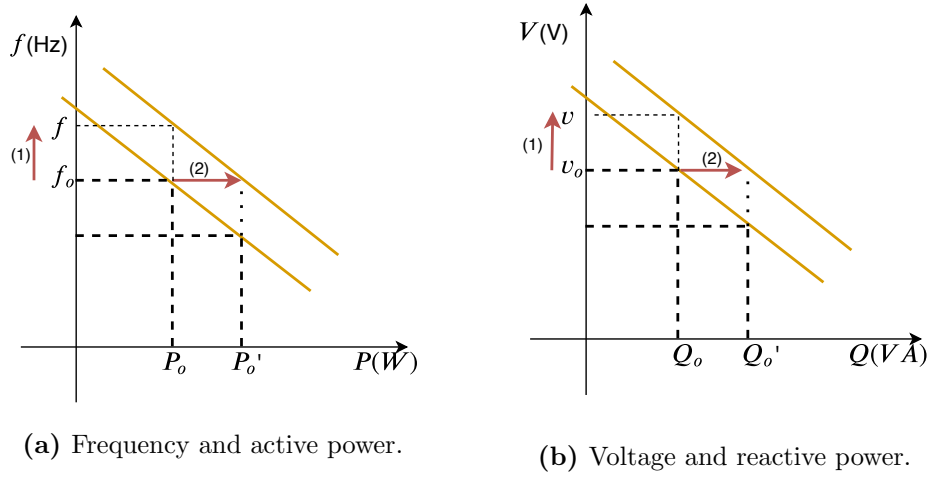 f(Hz)
f
(1)
f_o
(2)
P_o
P_o'
P(W)
(a) Frequency and active power.
V(V)
υ
(1)
υ_o
(2)
Q_o
Q_o'
Q(VA)
(b) Voltage and reactive power.